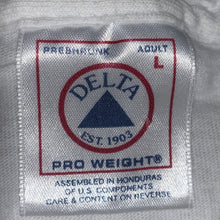 PRESHRUNK ADULT
L
DELTA
EST. 1903
PRO WEIGHT®
ASSEMBLED IN HONDURAS
OF U.S. COMPONENTS
CARE & CONTENT ON REVERSE